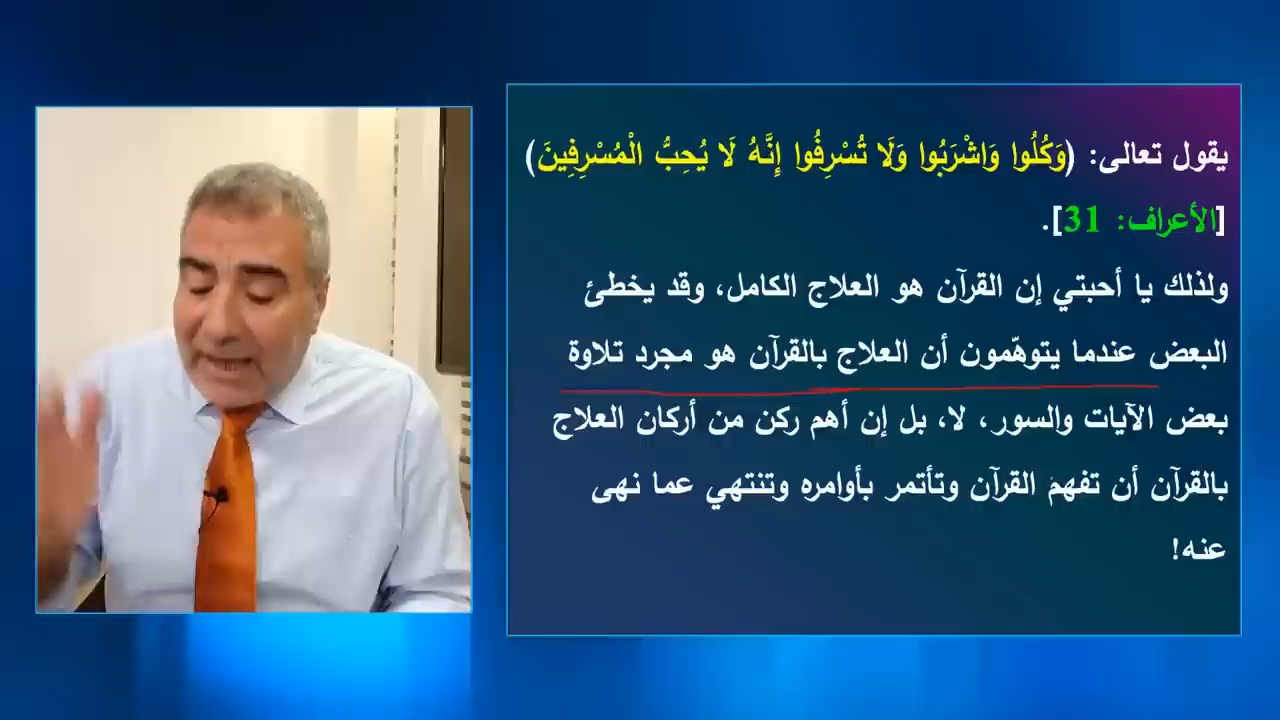 يقول تعالى: (وَكُلُوا وَاشْرَبُوا وَلَا تُسْرِفُوا إِنَّهُ لَا يُحِبُّ الْمُسْرِفِينَ)
[الأعراف: 31].
ولذلك يا أحبتي إن القرآن هو العلاج الكامل، وقد يخطئ
البعض عندما يتوهّمون أن العلاج بالقرآن هو مجرد تلاوة
بعض الآيات والسور، لا، بل إن أهم ركن من أركان العلاج
بالقرآن أن تفهم القرآن وتأتمر بأوامره وتنتهي عما نهى
عنه!